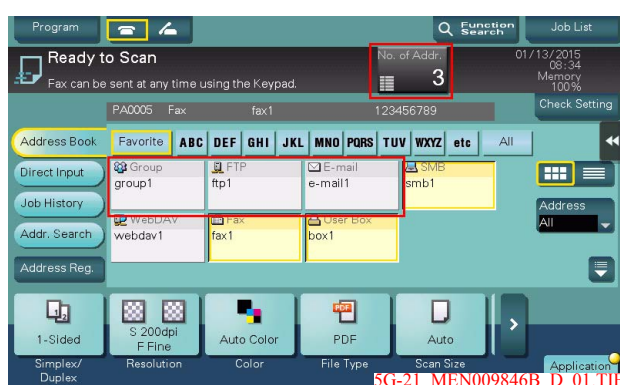 Program
Function Search
Job List
Ready to Scan
No. of Addr.
3
01/13/2015
08:34
Memory
100%
Fax can be sent at any time using the Keypad.
PA0005 Fax fax1 123456789
Check Setting
Address Book
Favorite ABC DEF GHI JKL MNO PQRS TUV WXYZ etc All
Direct Input
Group FTP E-mail SMB
group1 ftp1 e-mail1 smb1
Job History
Address
All
Addr. Search
WebDAV Fax User Box
webdav1 fax1 box1
Address Reg.
1-Sided
S 200dpi
F Fine
Auto Color
PDF
Auto
Simplex/
Duplex
Resolution
Color
File Type
Scan Size
Application
5G-21_MEN009846B_D_01.TIF